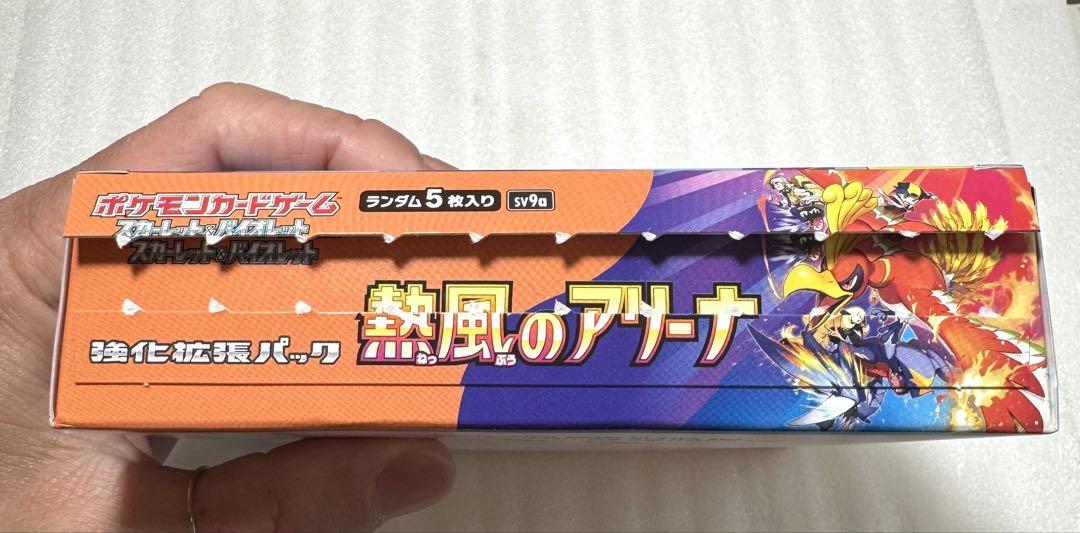 ポケモンカードゲーム
ランダム5枚入り sv9a
スカーレット&バイオレット
スカーレット&バイオレット
熱風のアリーナ
ねっ ぷう
強化拡張パック